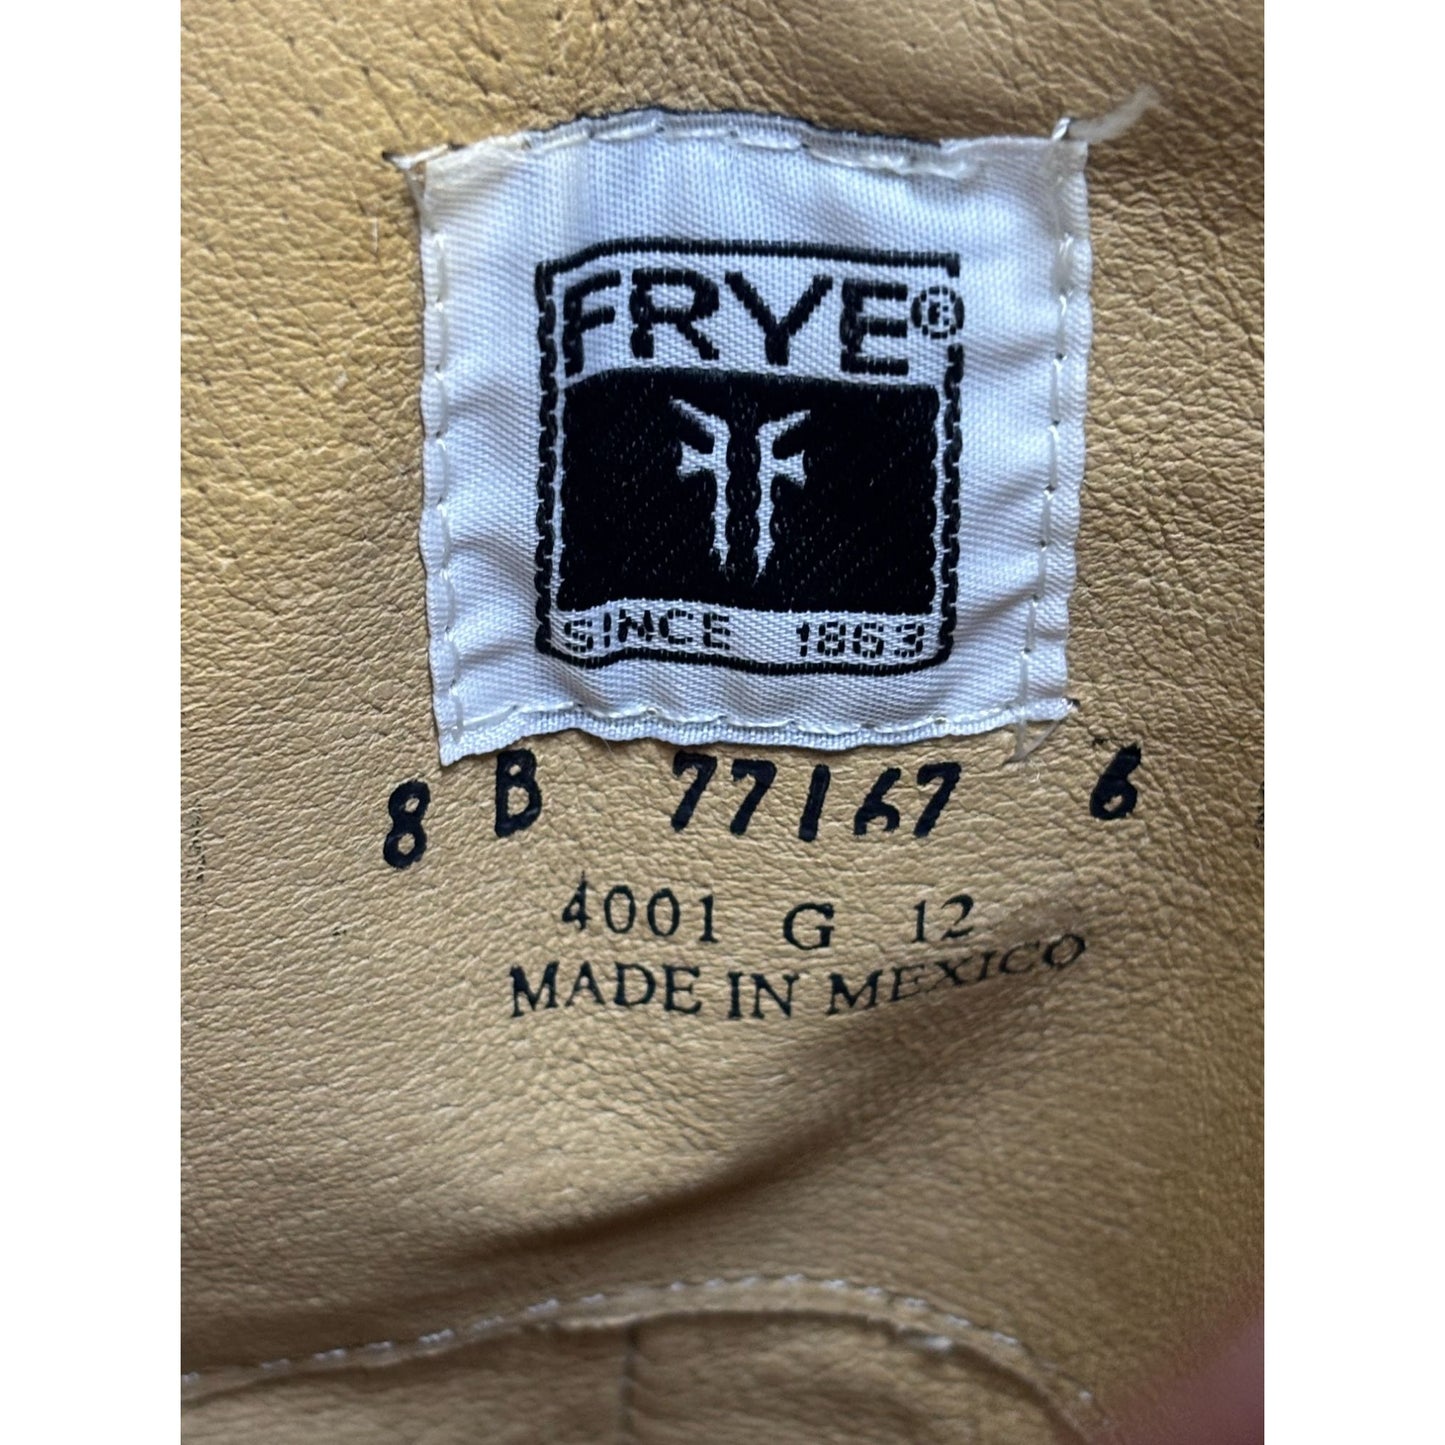 FRYE®
SINCE 1863
8 B 77167 6
4001 G 12
MADE IN MEXICO